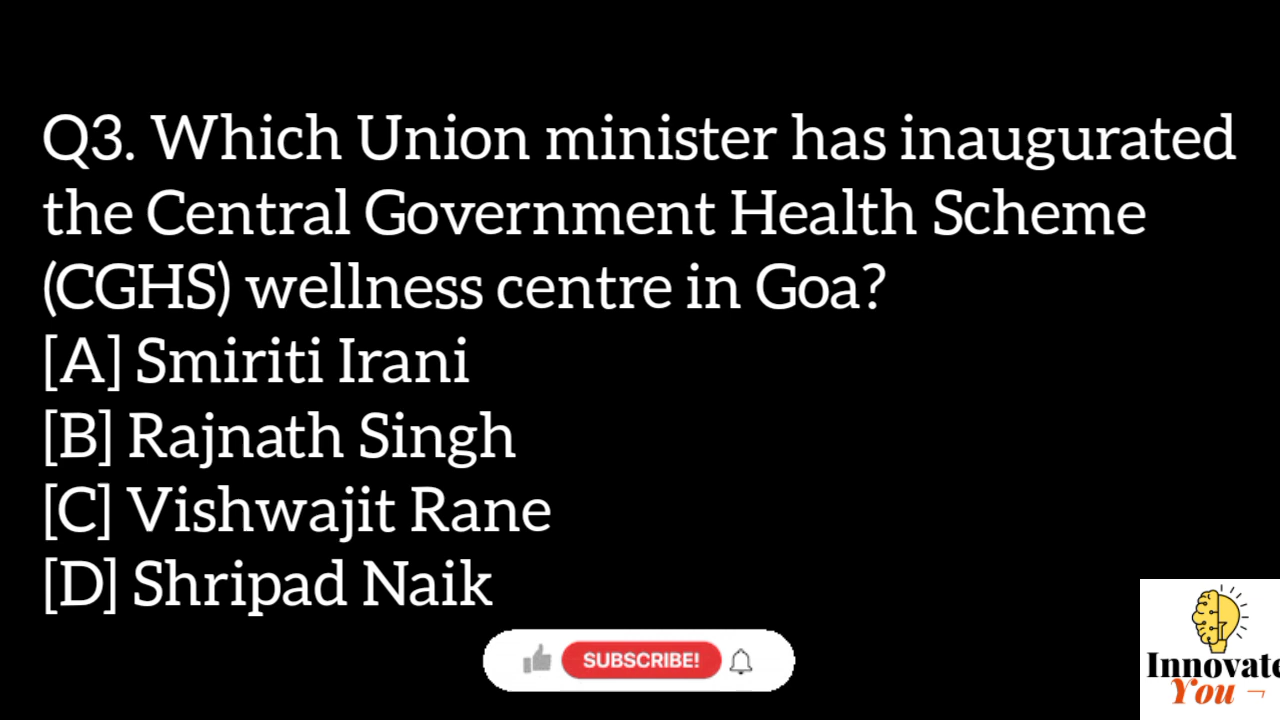 Q3. Which Union minister has inaugurated
the Central Government Health Scheme
(CGHS) wellness centre in Goa?
[A] Smiriti Irani
[B] Rajnath Singh
[C] Vishwajit Rane
[D] Shripad Naik
SUBSCRIBE!
Innovate
You